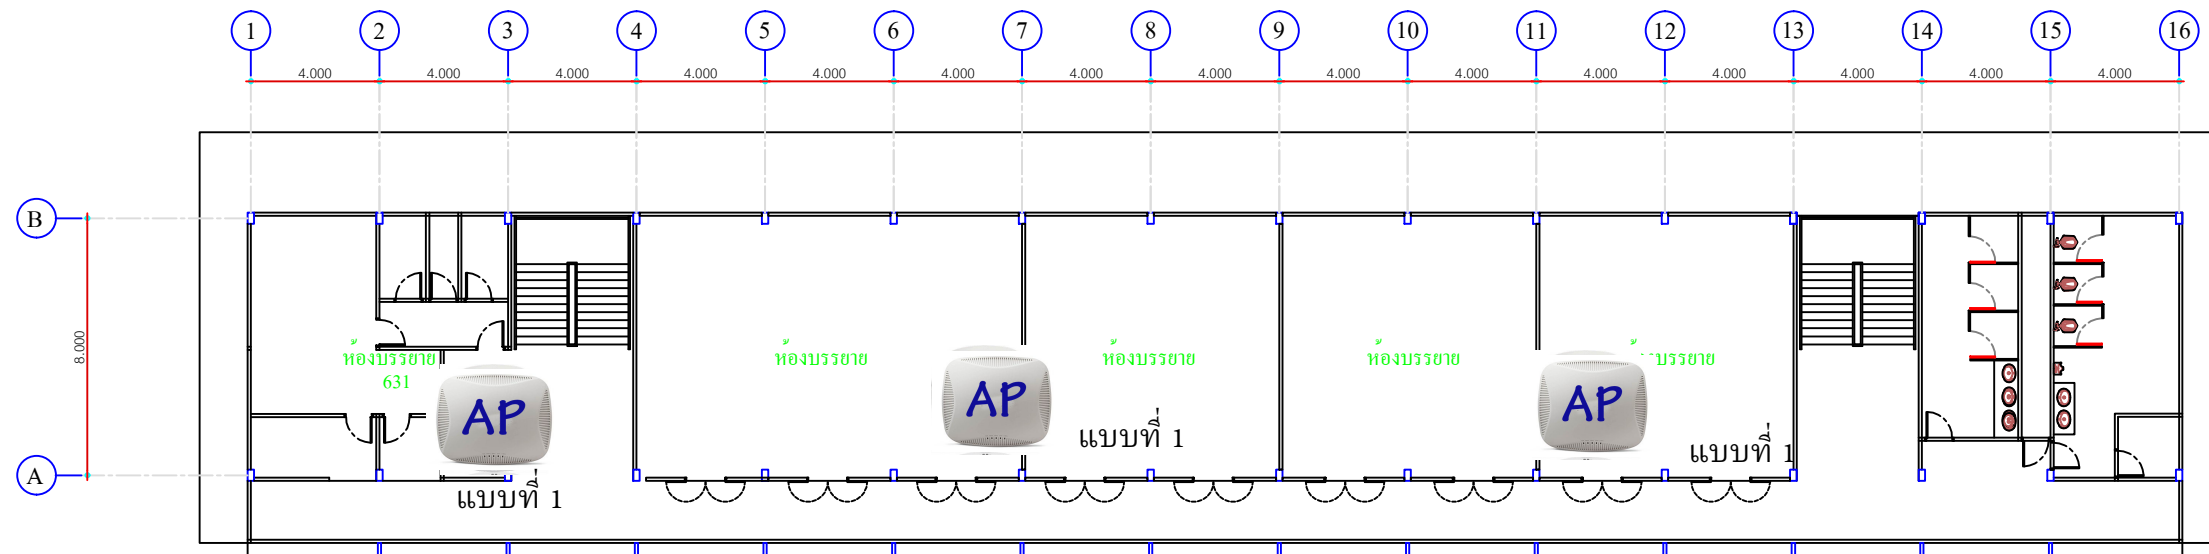 1 2 3 4 5 6 7 8 9 10 11 12 13 14 15 16
4.000 4.000 4.000 4.000 4.000 4.000 4.000 4.000 4.000 4.000 4.000 4.000 4.000 4.000 4.000
B
8.000
ห้องบรรยาย ห้องบรรยาย ห้องบรรยาย ห้องบรรยาย บรรยาย
631
AP AP AP
แบบที่ 1 แบบที่ 1
A
แบบที่ 1